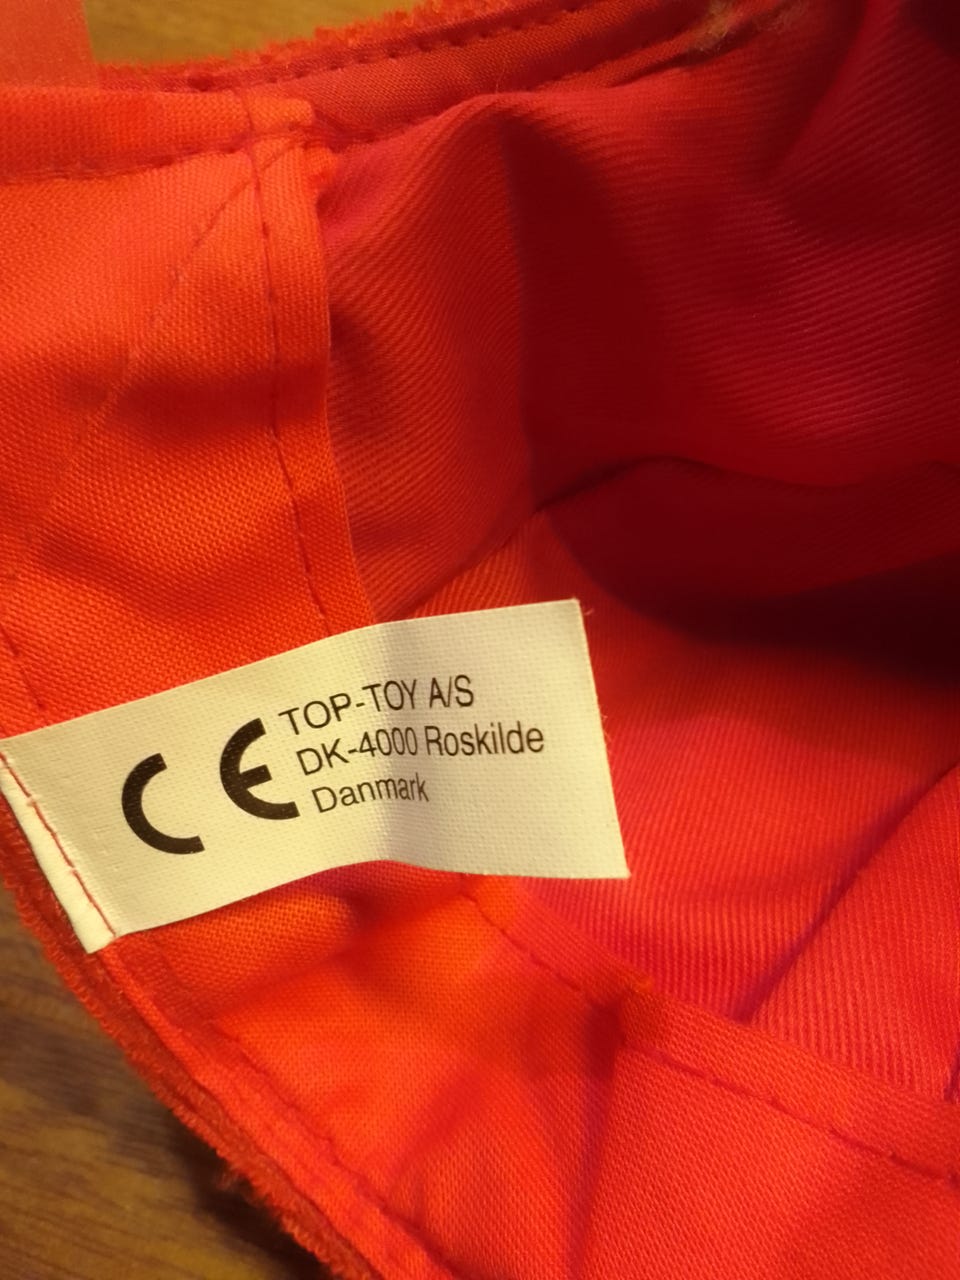 CE
TOP-TOY A/S
DK-4000 Roskilde
Danmark